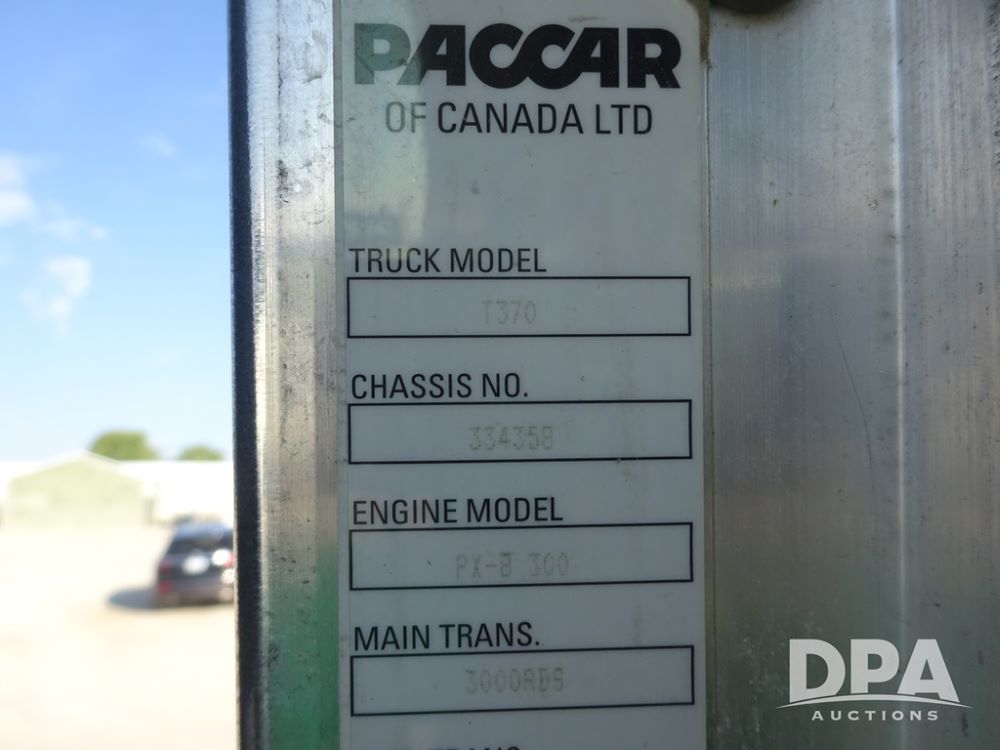 PACCAR
OF CANADA LTD
TRUCK MODEL
T370
CHASSIS NO.
334358
ENGINE MODEL
PX-8 300
MAIN TRANS.
3000RDS
DPA
AUCTIONS